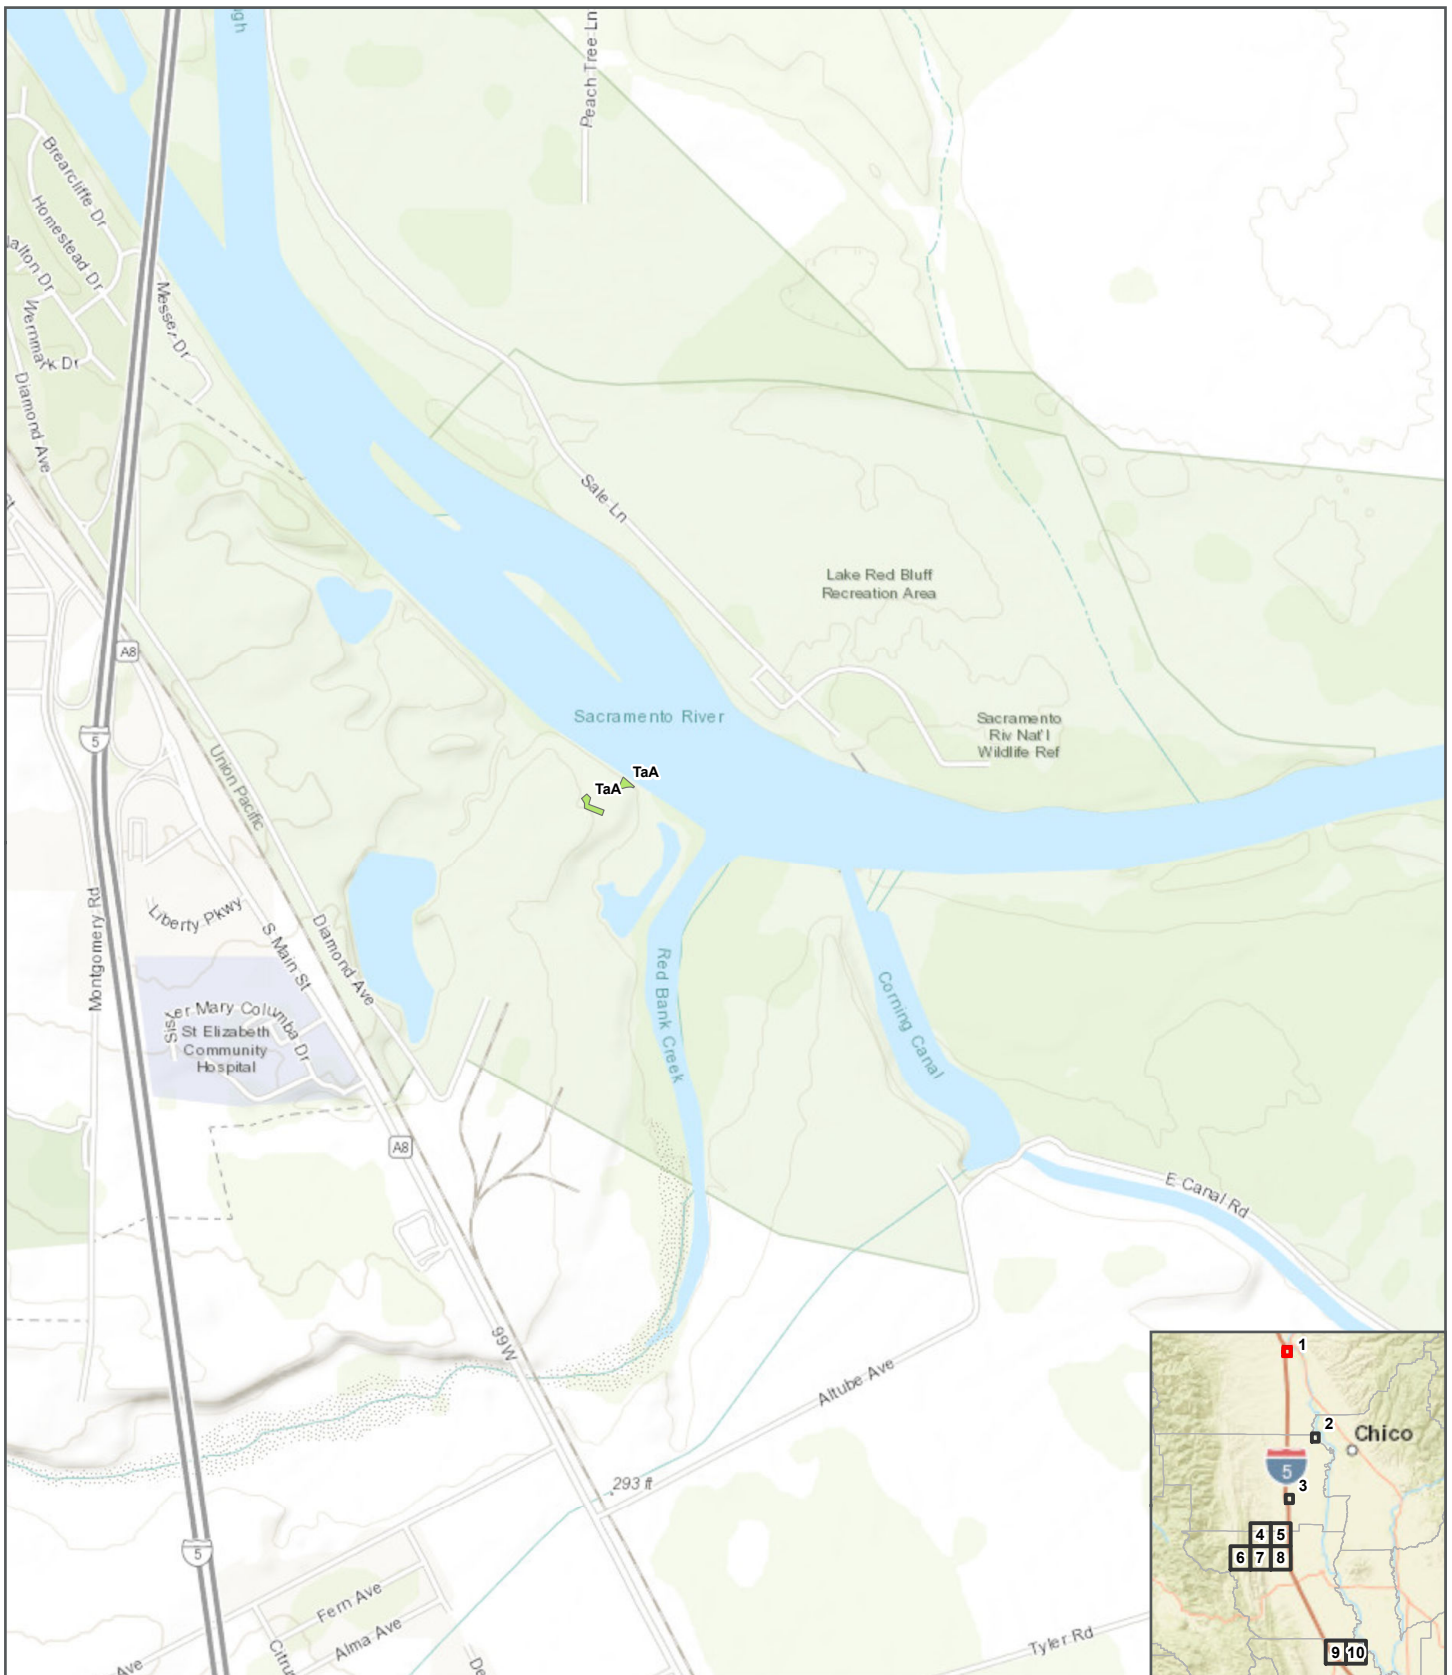 Peach Tree Ln
Brearcliffe Dr
Homestead Dr
Messer Dr
Diamond Ave
Sale Ln
Lake Red Bluff
Recreation Area
A8
Sacramento River
Sacramento
Riv Nat'l
Wildlife Ref
5
TaA
TaA
Union Pacific
Montgomery Rd
Liberty Pkwy
S Main St
Diamond Ave
Red Bank Creek
Corning Canal
Sister Mary Columba Dr
St Elizabeth
Community
Hospital
A8
E Canal Rd
99W
Altube Ave
293 ft
5
Fern Ave
Alma Ave
Tyler Rd
Ave
1
2
Chico
5
3
4 5
6 7 8
9 10